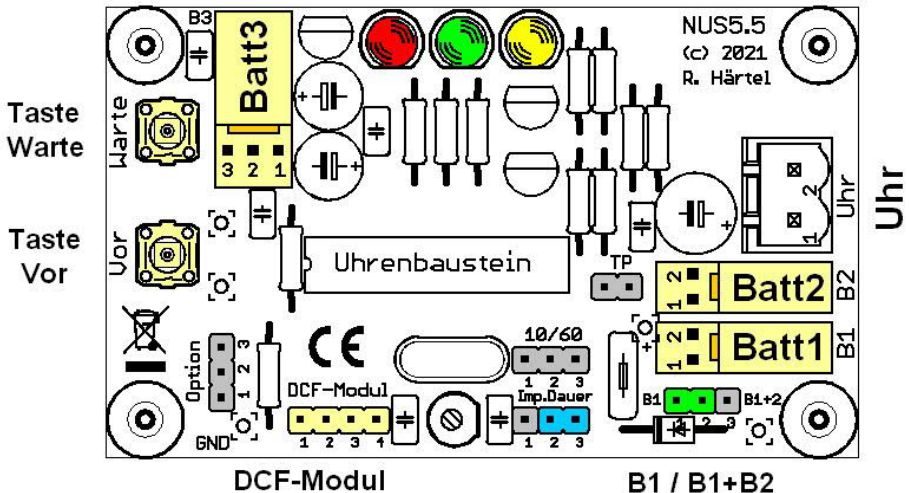 B3
Batt3
3 2 1
NUS5.5
(c) 2021
R. Härtel
Taste
Warte
Warte
Taste
Vor
Vor
Uhrenbaustein
TP
2
1
Uhr
Uhr
2
1
Batt2
B2
2
1
+
Batt1
B1
CE
10/60
1 2 3
Option
3
2
1
GND
DCF-Modul
1 2 3 4
Imp.Dauer
1 2 3
B1
B1+2
1 2 3
DCF-Modul
B1 / B1+B2